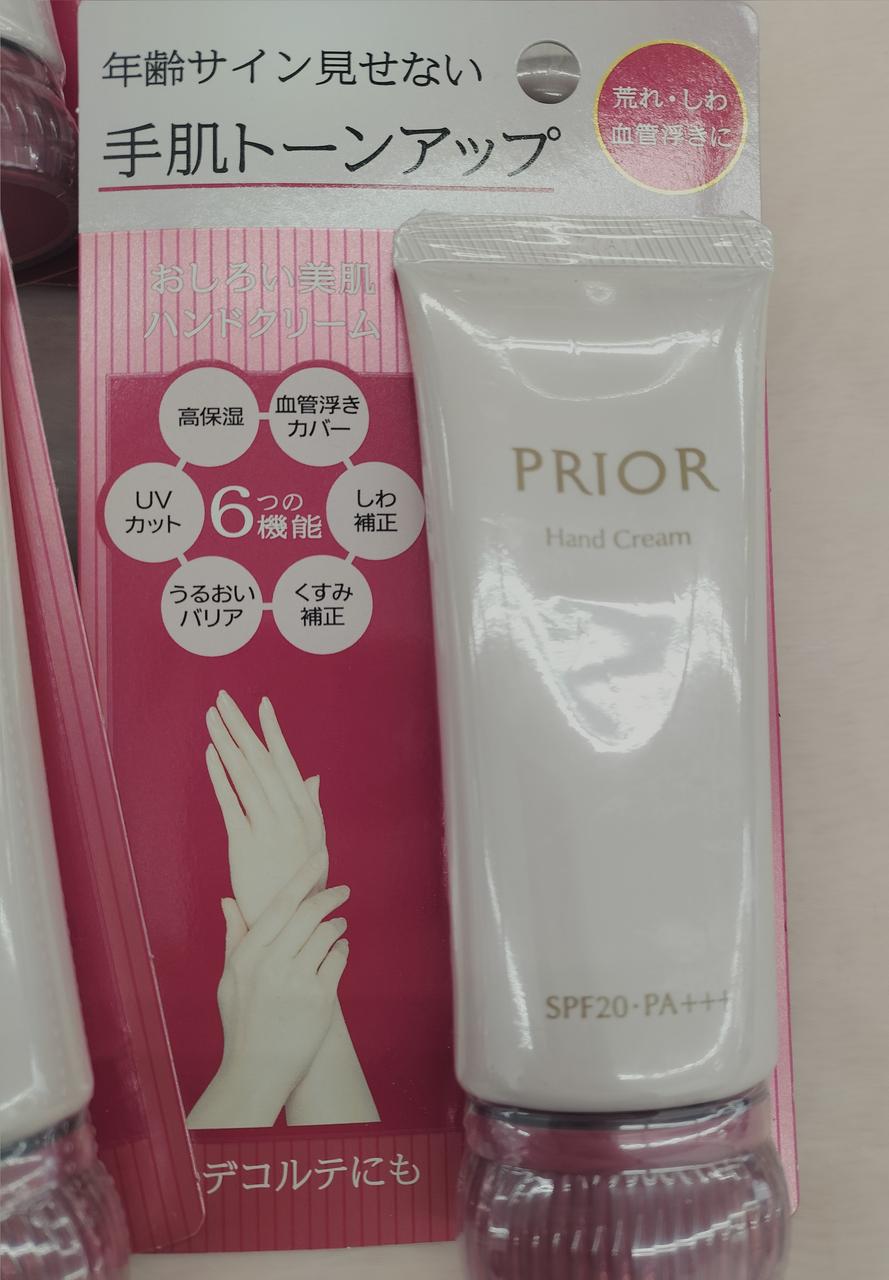 年齢サイン見せない
手肌トーンアップ
荒れ・しわ
血管浮きに
おしろい美肌
ハンドクリーム
高保湿
血管浮き
カバー
UV
カット
6つの
機能
しわ
補正
うるおい
バリア
くすみ
補正
PRIOR
Hand Cream
SPF20・PA+++
デコルテにも